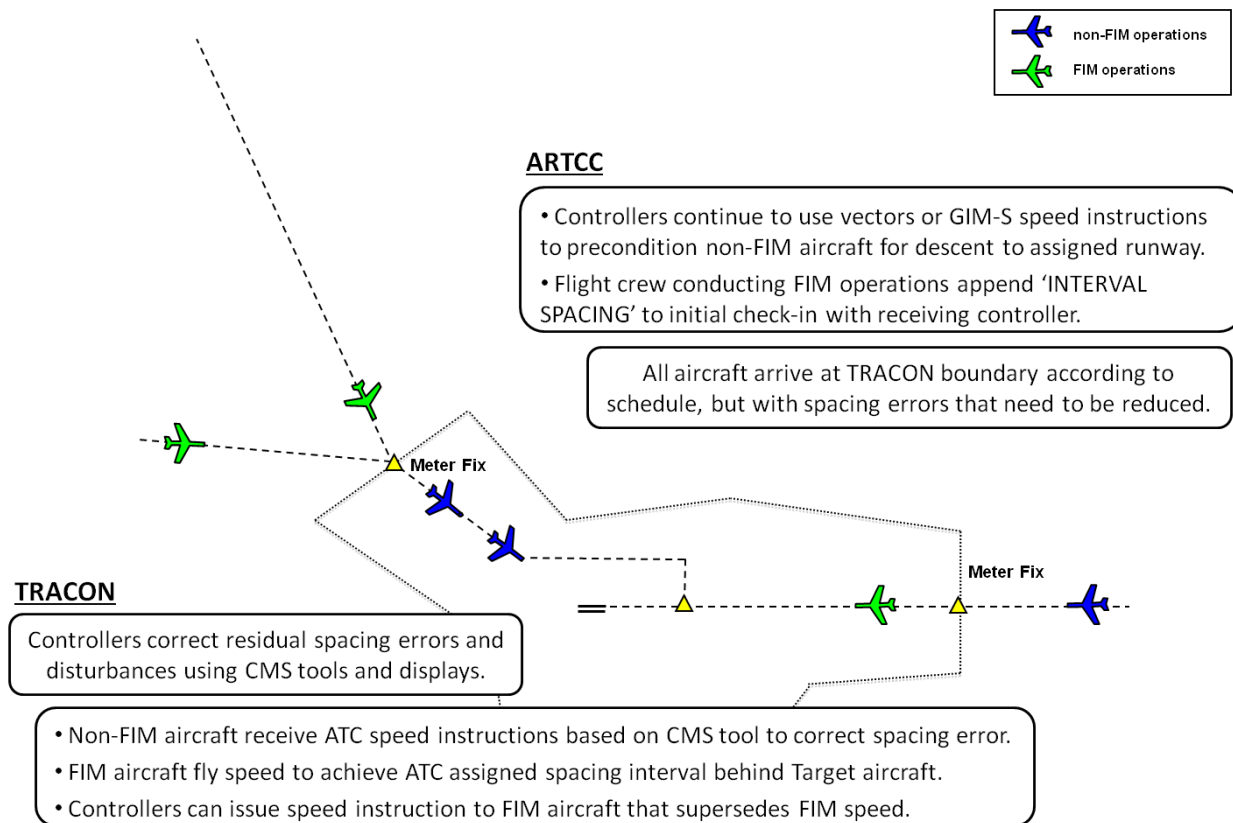 non-FIM operations
FIM operations
ARTCC
• Controllers continue to use vectors or GIM-S speed instructions
to precondition non-FIM aircraft for descent to assigned runway.
• Flight crew conducting FIM operations append ‘INTERVAL
SPACING’ to initial check-in with receiving controller.
All aircraft arrive at TRACON boundary according to
schedule, but with spacing errors that need to be reduced.
Meter Fix
Meter Fix
TRACON
Controllers correct residual spacing errors and
disturbances using CMS tools and displays.
• Non-FIM aircraft receive ATC speed instructions based on CMS tool to correct spacing error.
• FIM aircraft fly speed to achieve ATC assigned spacing interval behind Target aircraft.
• Controllers can issue speed instruction to FIM aircraft that supersedes FIM speed.